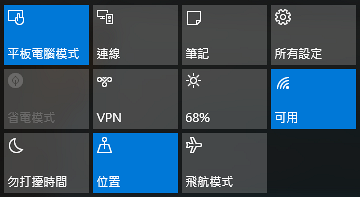 平板電腦模式
連線
筆記
所有設定
省電模式
VPN
68%
可用
勿打擾時間
位置
飛航模式